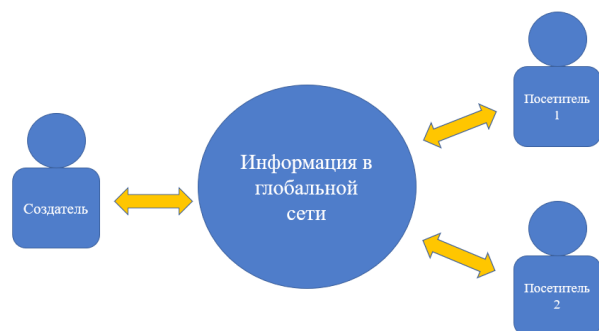 Посетитель
1
Информация в
глобальной
сети
Создатель
Посетитель
2